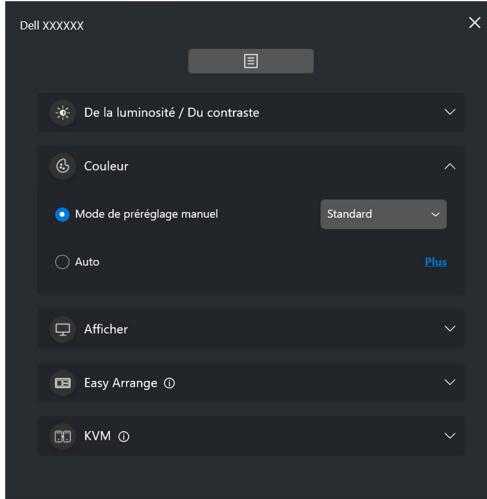 Dell XXXXXX
De la luminosité / Du contraste
Couleur
Mode de préréglage manuel Standard
Auto Plus
Afficher
Easy Arrange
KVM